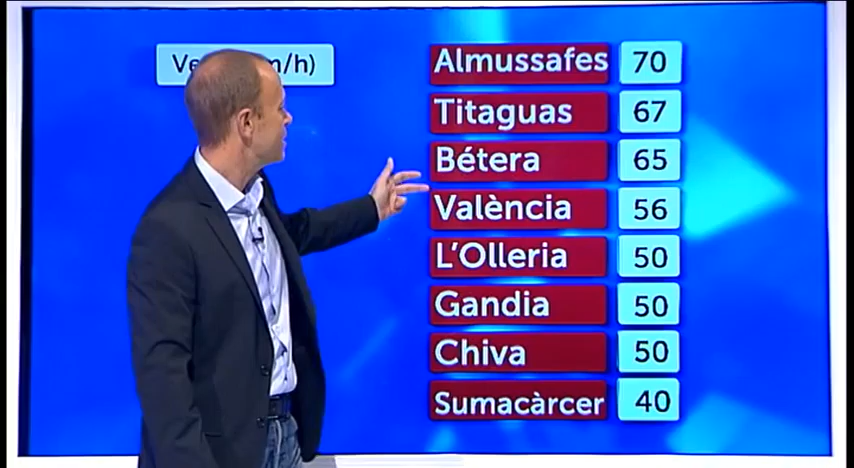 Almussafes 70
Titaguas 67
Bétera 65
València 56
L'Olleria 50
Gandia 50
Chiva 50
Sumacàrcer 40